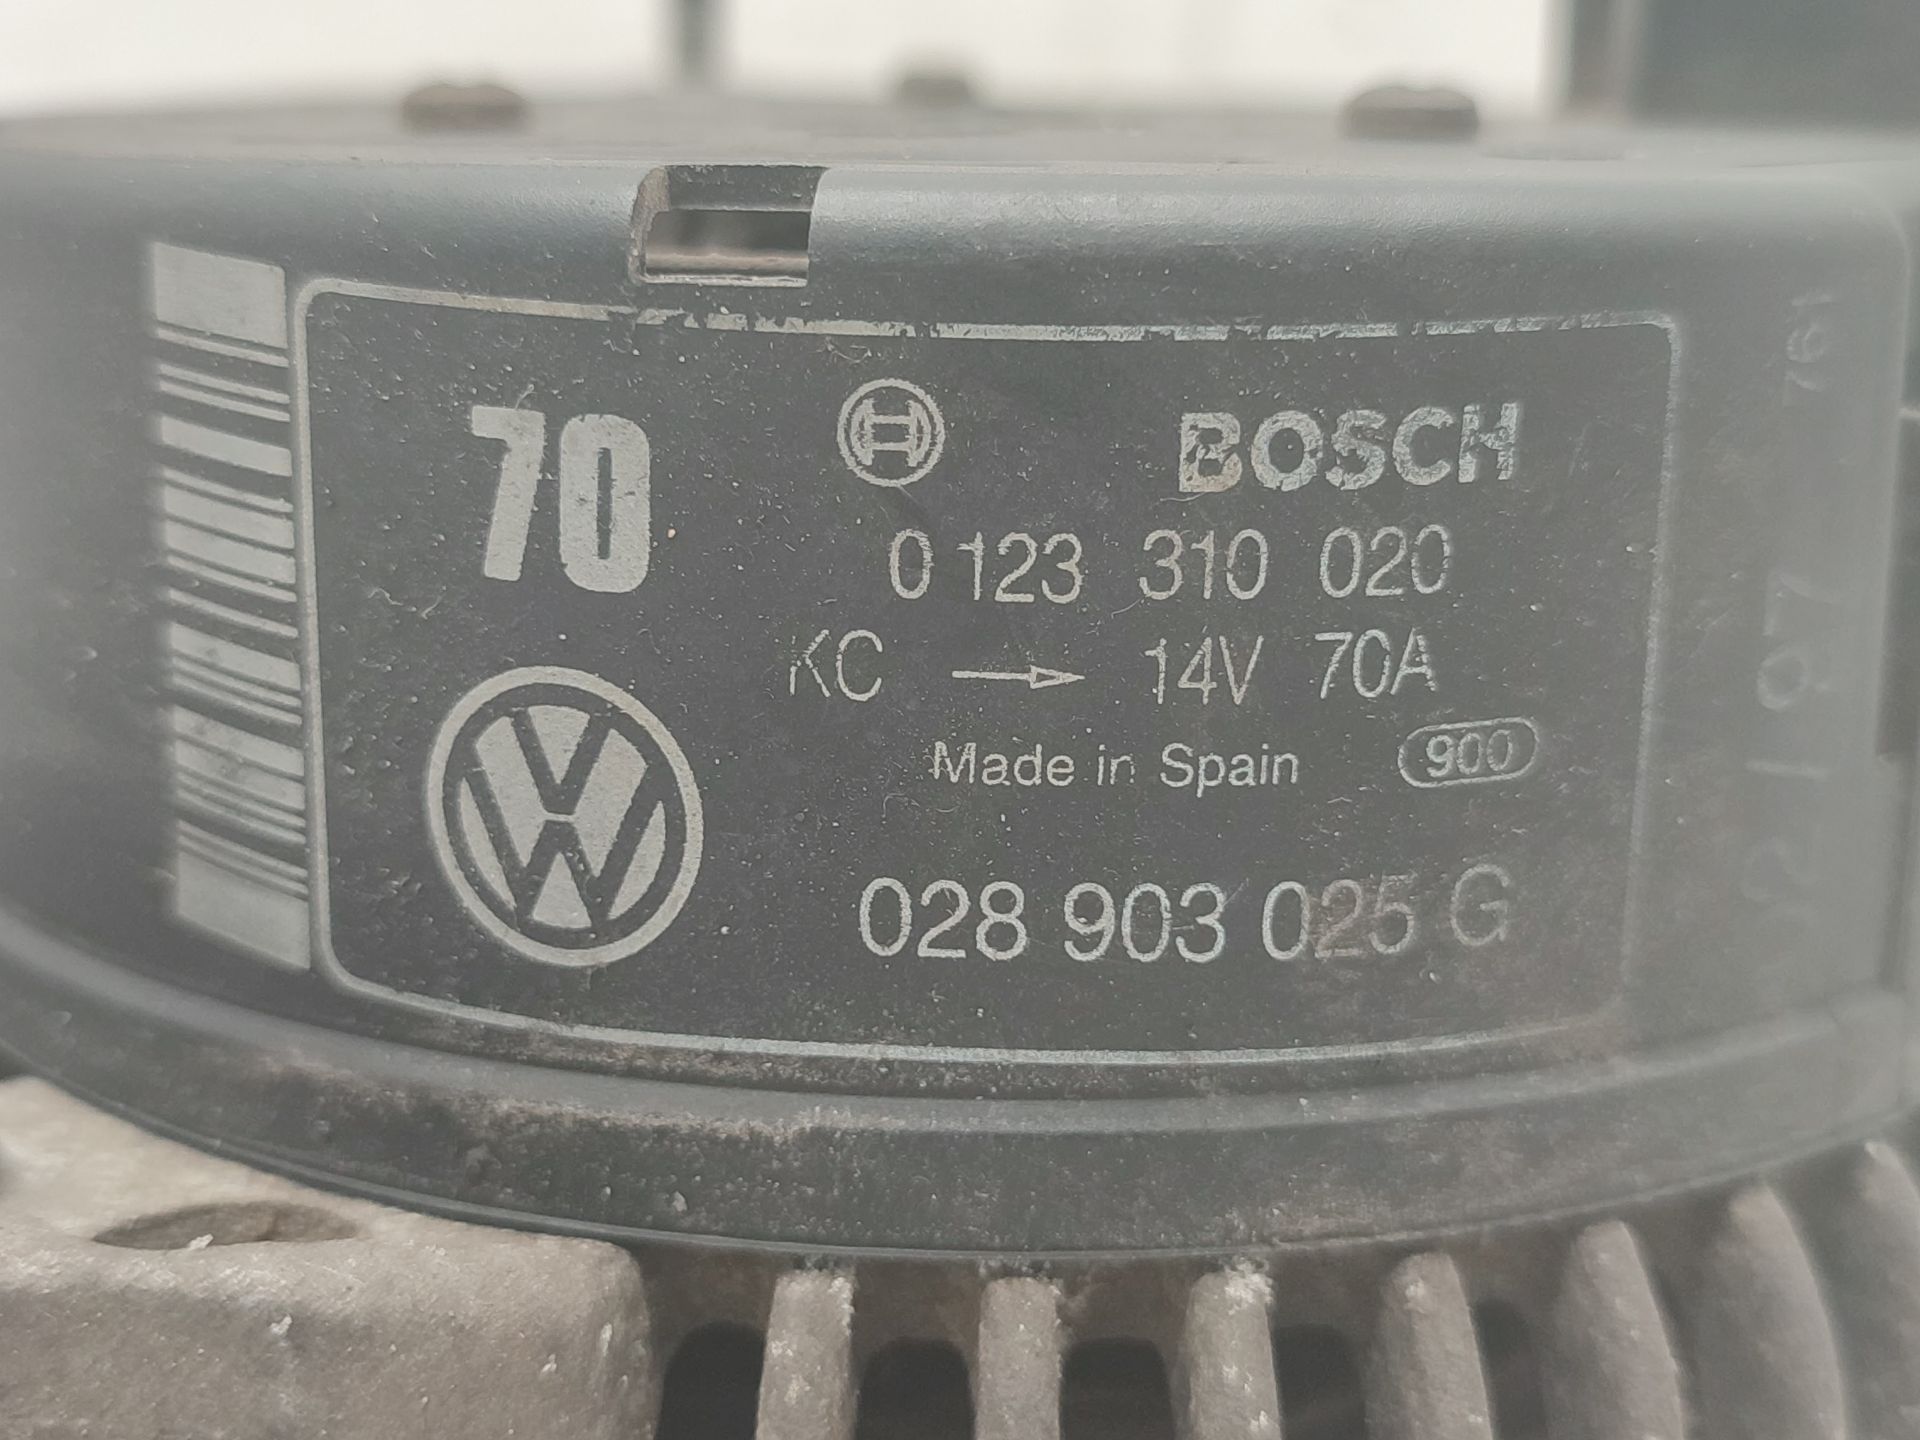 70
BOSCH
0 123 310 020
KC → 14V 70A
Made in Spain 900
028 903 025 G